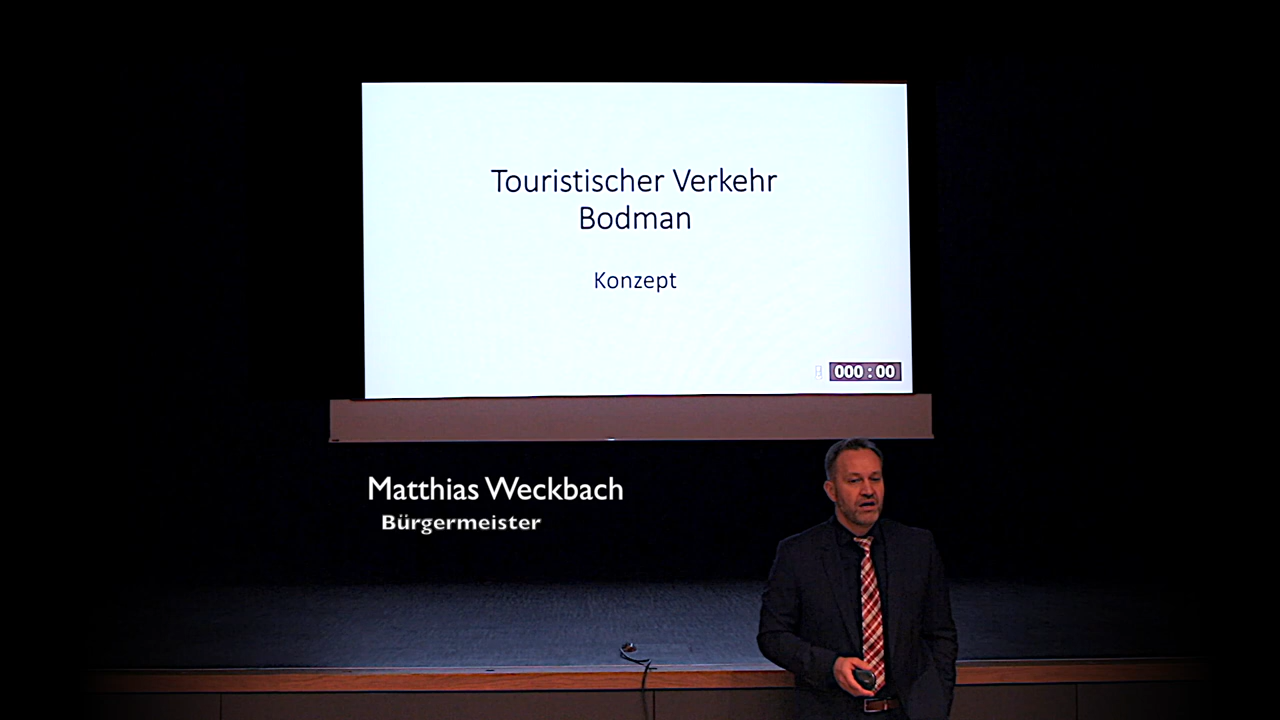 Touristischer Verkehr
Bodman
Konzept
000:00
Matthias Weckbach
Bürgermeister